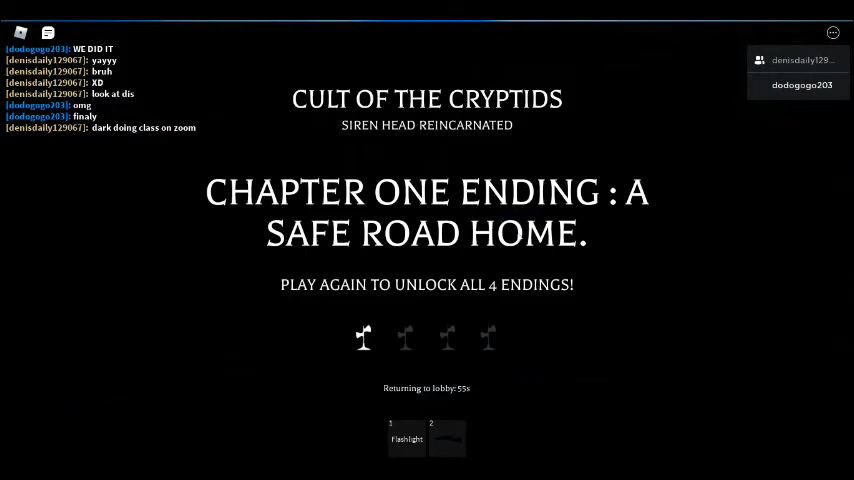 [dodogogo203]: WE DID IT
[denisdaily129067]: yayyy
[denisdaily129067]: bruh
[denisdaily129067]: XD
[denisdaily129067]: look at dis
[dodogogo203]: omg
[dodogogo203]: finaly
[denisdaily129067]: dark doing class on zoom
denisdaily129...
dodogogo203
CULT OF THE CRYPTIDS
SIREN HEAD REINCARNATED
CHAPTER ONE ENDING : A
SAFE ROAD HOME.
PLAY AGAIN TO UNLOCK ALL 4 ENDINGS!
Returning to lobby: 55s
1
2
Flashlight